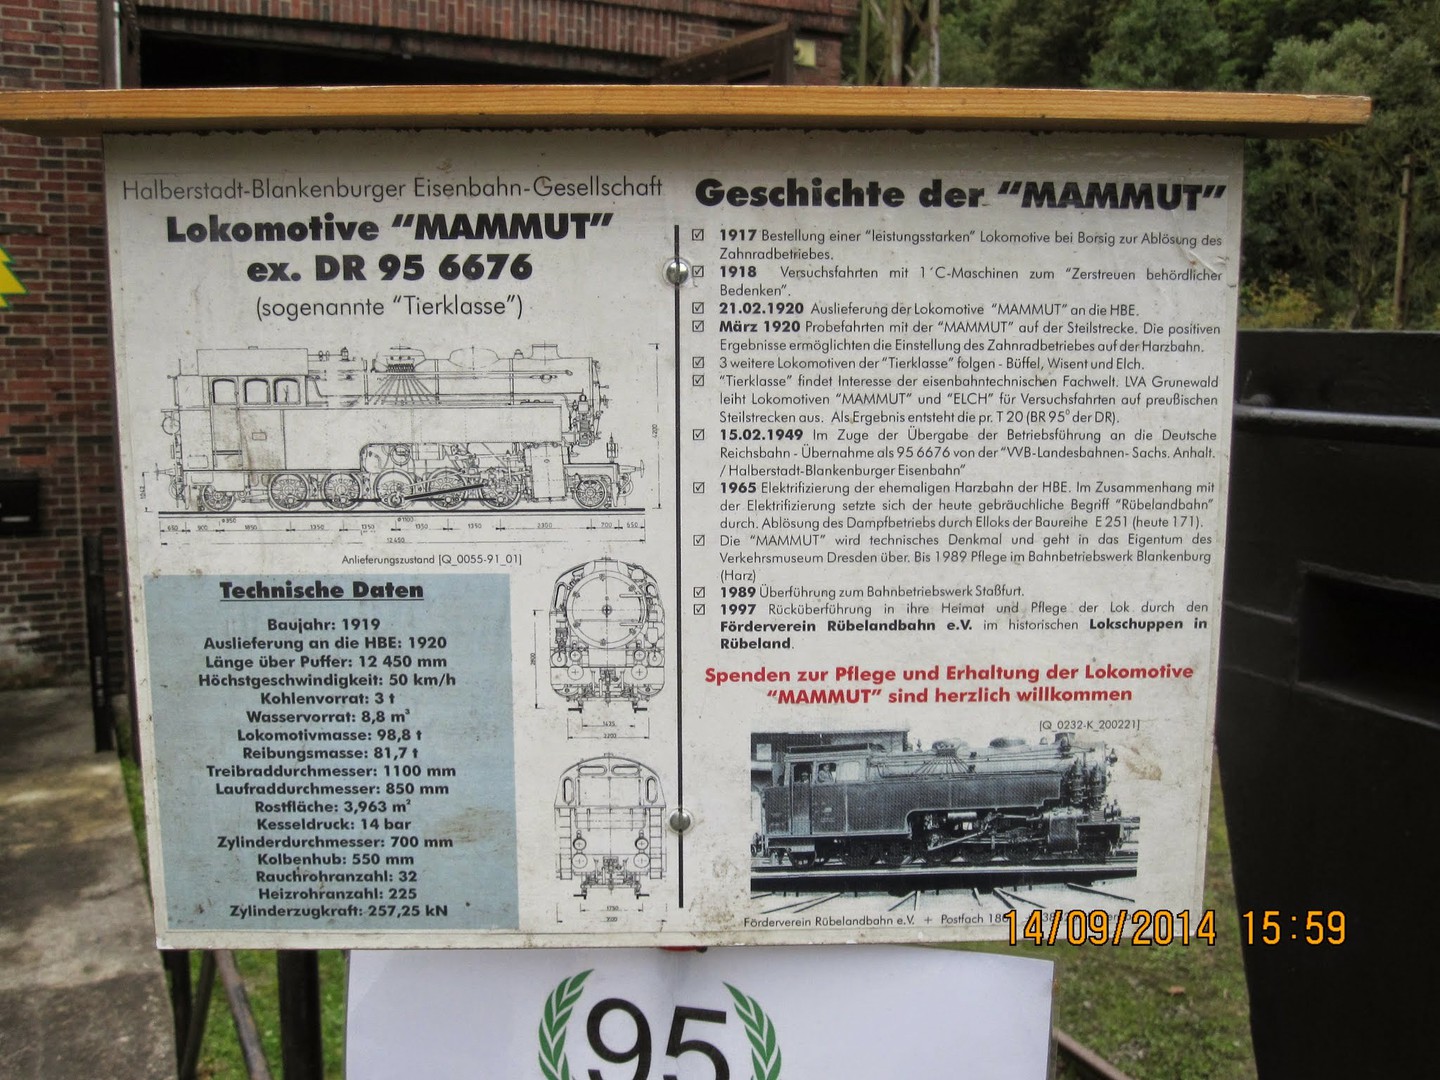 Halberstadt-Blankenburger Eisenbahn-Gesellschaft
Lokomotive "MAMMUT"
ex. DR 95 6676
(sogenannte "Tierklasse")
Anlieferungszustand [Q_0055-91_01]
Technische Daten
Baujahr: 1919
Auslieferung an die HBE: 1920
Länge über Puffer: 12 450 mm
Höchstgeschwindigkeit: 50 km/h
Kohlenvorrat: 3 t
Wasservorrat: 8,8 m³
Lokomotivmasse: 98,8 t
Reibungsmasse: 81,7 t
Treibraddurchmesser: 1100 mm
Laufraddurchmesser: 850 mm
Rostfläche: 3,963 m²
Kesseldruck: 14 bar
Zylinderdurchmesser: 700 mm
Kolbenhub: 550 mm
Rauchrohranzahl: 32
Heizrohranzahl: 225
Zylinderzugkraft: 257,25 kN
Geschichte der "MAMMUT"
1917 Bestellung einer "leistungsstarken" Lokomotive bei Borsig zur Ablösung des
Zahnradbetriebes.
1918 Versuchsfahrten mit 1´C-Maschinen zum "Zerstreuen behördlicher
Bedenken".
21.02.1920 Auslieferung der Lokomotive "MAMMUT" an die HBE.
März 1920 Probefahrten mit der "MAMMUT" auf der Steilstrecke. Die positiven
Ergebnisse ermöglichten die Einstellung des Zahnradbetriebes auf der Harzbahn.
3 weitere Lokomotiven der "Tierklasse" folgen - Büffel, Wisent und Elch.
"Tierklasse" findet Interesse der eisenbahntechnischen Fachwelt. LVA Grunewald
leiht Lokomotiven "MAMMUT" und "ELCH" für Versuchsfahrten auf preußischen
Steilstrecken aus. Als Ergebnis entsteht die pr. T 20 (BR 95⁰ der DR).
15.02.1949 Im Zuge der Übergabe der Betriebsführung an die Deutsche
Reichsbahn - Übernahme als 95 6676 von der "VVB-Landesbahnen- Sachs. Anhalt.
/ Halberstadt-Blankenburger Eisenbahn"
1965 Elektrifizierung der ehemaligen Harzbahn der HBE. Im Zusammenhang mit
der Elektrifizierung setzte sich der heute gebräuchliche Begriff "Rübelandbahn"
durch. Ablösung des Dampfbetriebs durch Elloks der Baureihe E 251 (heute 171).
Die "MAMMUT" wird technisches Denkmal und geht in das Eigentum des
Verkehrsmuseum Dresden über. Bis 1989 Pflege im Bahnbetriebswerk Blankenburg
(Harz)
1989 Überführung zum Bahnbetriebswerk Staßfurt.
1997 Rücküberführung in ihre Heimat und Pflege der Lok durch den
Förderverein Rübelandbahn e.V. im historischen Lokschuppen in
Rübeland.
Spenden zur Pflege und Erhaltung der Lokomotive
"MAMMUT" sind herzlich willkommen
[Q_0232-K_200221]
Förderverein Rübelandbahn e.V. + Postfach
14/09/2014 15:59
95